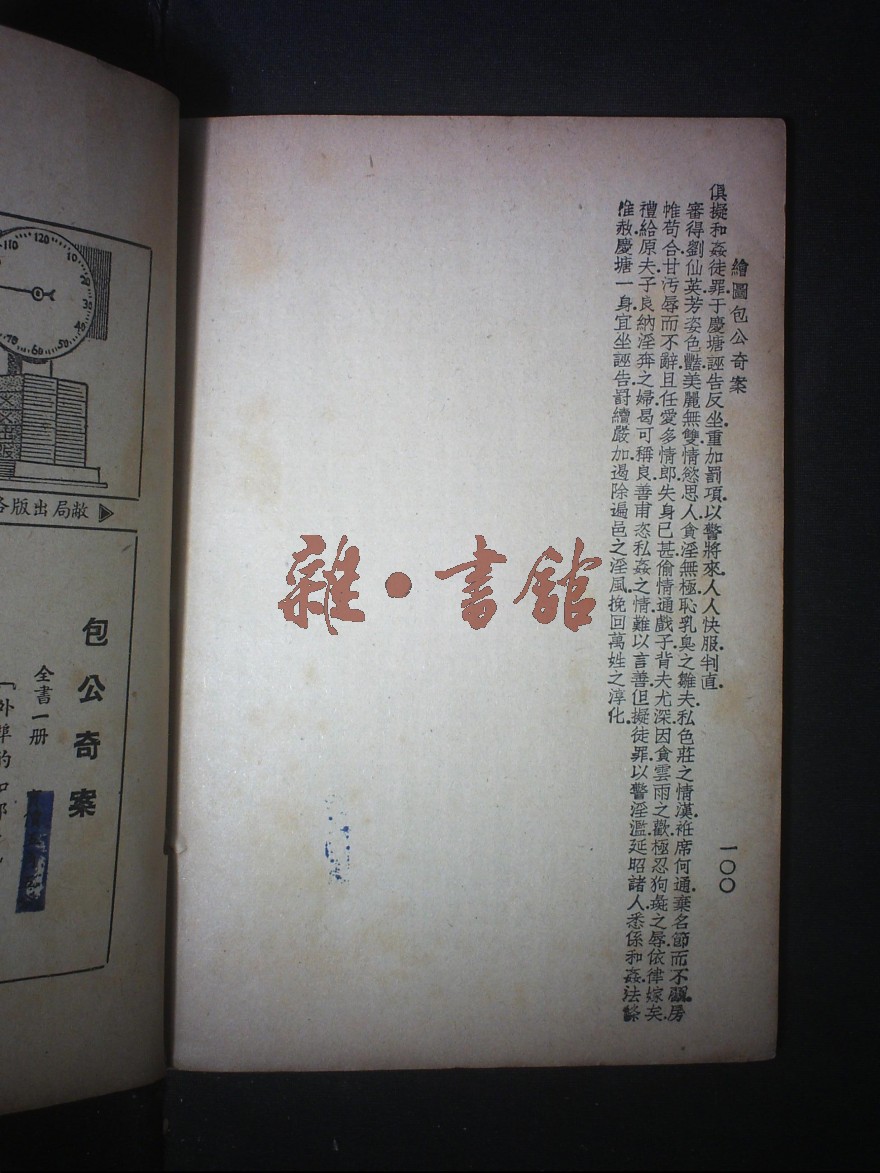 繪圖包公奇案
一〇〇
俱擬和姦徒罪于慶塘誣告反坐.重加罰項.以警將來.人人快服.判直.
審得劉仙英芳姿色豔.美麗無雙.情慾思人.貪淫無極.恥乳臭之雛夫.私色莊之情漢.袵席何通.棄名節而不顧.房
帷苟合.甘污辱而不辭.且任愛多情郎.失身已甚.偷情通戲子.背夫尤深.因貪雲雨之歡.極忍狗彘之辱.依律嫁矣.
禮給原夫子良.納淫奔之婦.曷可稱良.善甫恣私姦之情.難以言善.但擬徒罪.以警淫濫.延昭諸人.悉係和姦.法條
惟赦.慶塘一身.宜坐誣告.罸續嚴加.遏除遍邑之淫風.挽回萬姓之淳化.
雜·書館
110
120
10
30
40
50
60
70
敝局出版各
包公奇案
全書一册